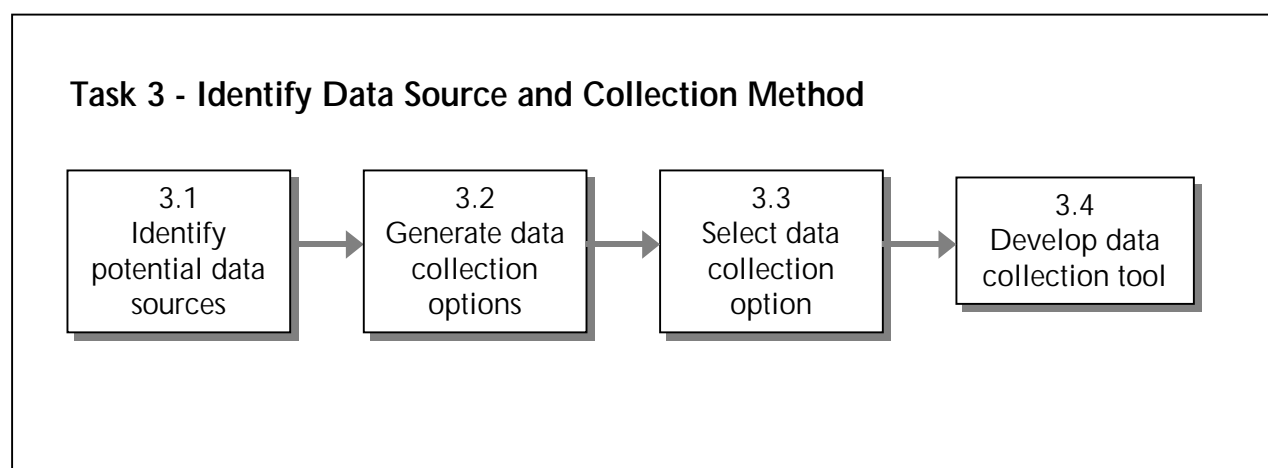 Task 3 - Identify Data Source and Collection Method
3.1
Identify
potential data
sources
3.2
Generate data
collection
options
3.3
Select data
collection
option
3.4
Develop data
collection tool